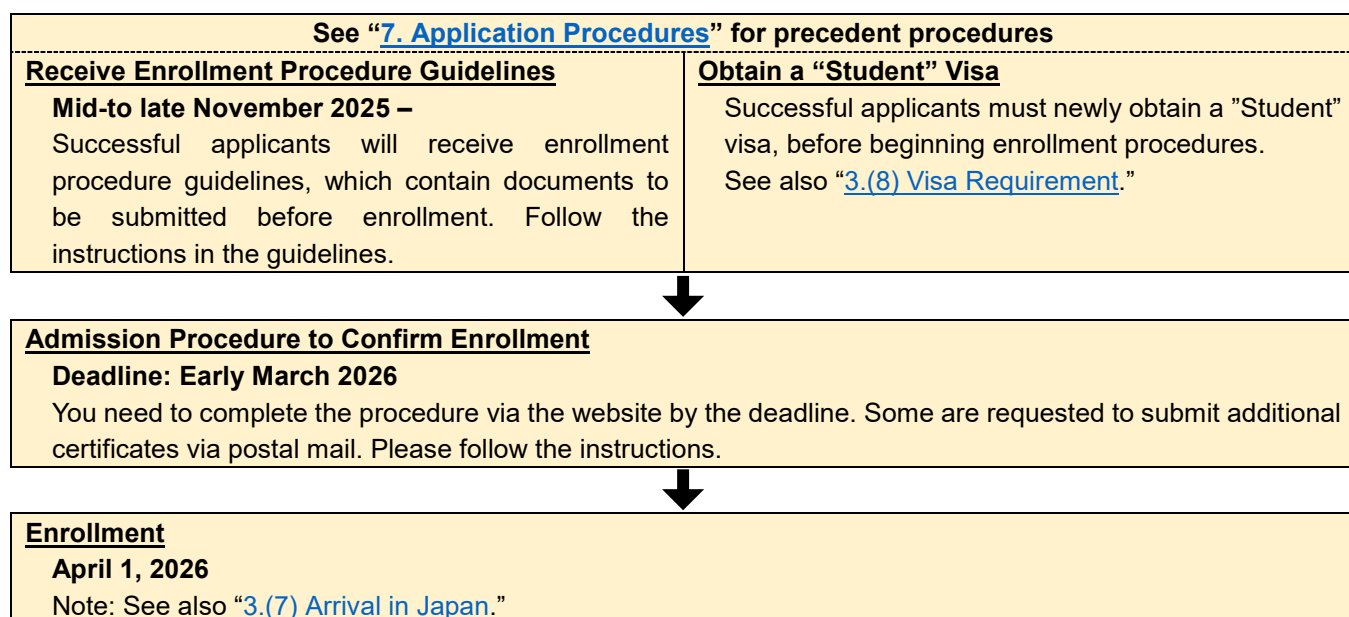 See “7. Application Procedures” for precedent procedures
Receive Enrollment Procedure Guidelines
Mid-to late November 2025 –
Successful applicants will receive enrollment
procedure guidelines, which contain documents to
be submitted before enrollment. Follow the
instructions in the guidelines.
Obtain a “Student” Visa
Successful applicants must newly obtain a ”Student”
visa, before beginning enrollment procedures.
See also “3.(8) Visa Requirement.”
Admission Procedure to Confirm Enrollment
Deadline: Early March 2026
You need to complete the procedure via the website by the deadline. Some are requested to submit additional
certificates via postal mail. Please follow the instructions.
Enrollment
April 1, 2026
Note: See also “3.(7) Arrival in Japan.”